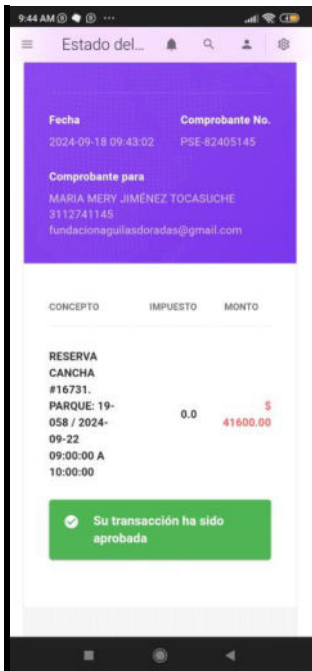 9:44 AM
Estado del...
Fecha
Comprobante No.
2024-09-18 09:43:02
PSE-82405145
Comprobante para
MARIA MERY JIMÉNEZ TOCASUCHE
3112741145
fundacionaguilasdoradas@gmail.com
CONCEPTO IMPUESTO MONTO
RESERVA
CANCHA
#16731.
PARQUE: 19-
058 / 2024-
09-22
09:00:00 A
10:00:00
0.0
$
41600.00
Su transacción ha sido
aprobada